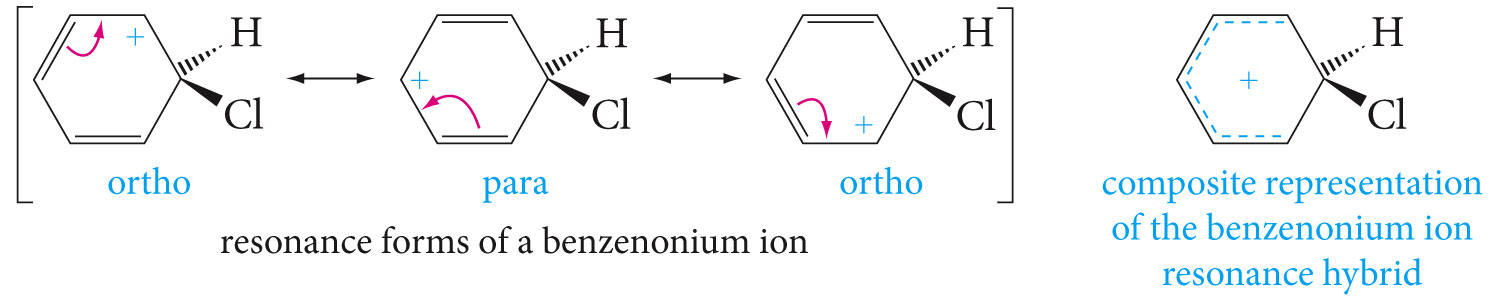 + H Cl
+ H Cl
+ H Cl
+ H Cl
ortho
para
ortho
resonance forms of a benzenonium ion
composite representation
of the benzenonium ion
resonance hybrid